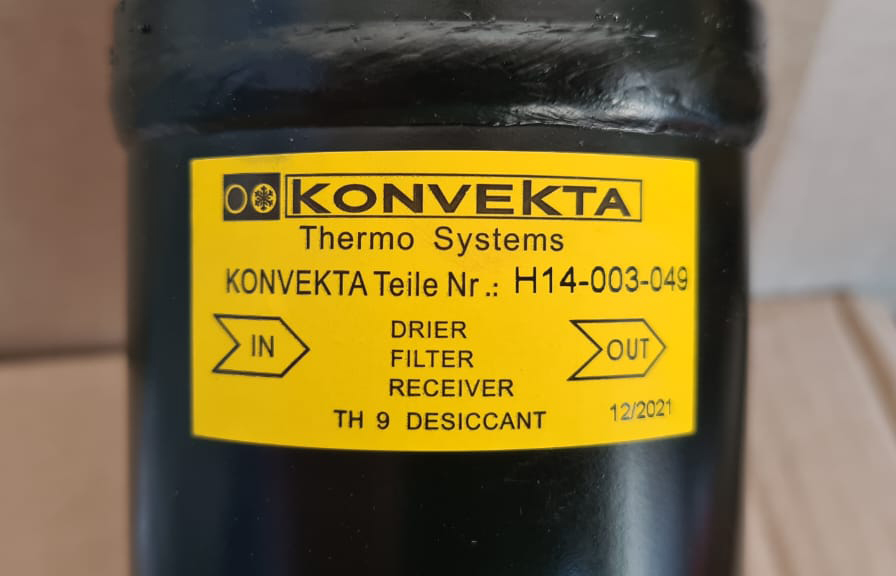 KONVEKTA
Thermo Systems
KONVEKTA Teile Nr.: H14-003-049
IN
DRIER
FILTER
RECEIVER
OUT
TH 9 DESICCANT
12/2021